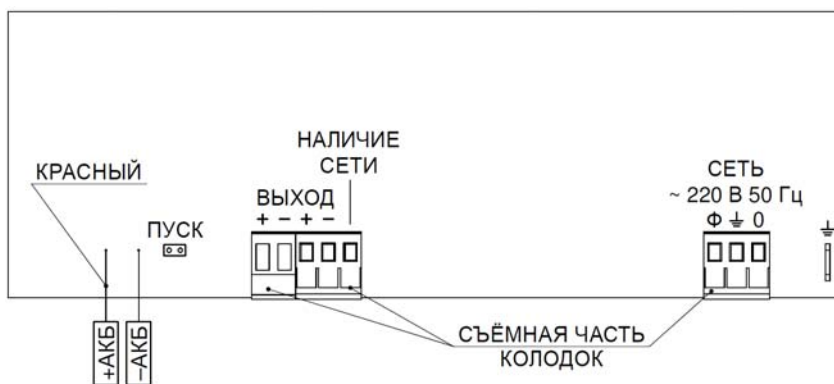 НАЛИЧИЕ
СЕТИ
КРАСНЫЙ
ВЫХОД
+ − + −
ПУСК
СЕТЬ
~ 220 В 50 Гц
Ф ⏚ 0
⏚
СЪЁМНАЯ ЧАСТЬ
КОЛОДОК
+АКБ
−АКБ